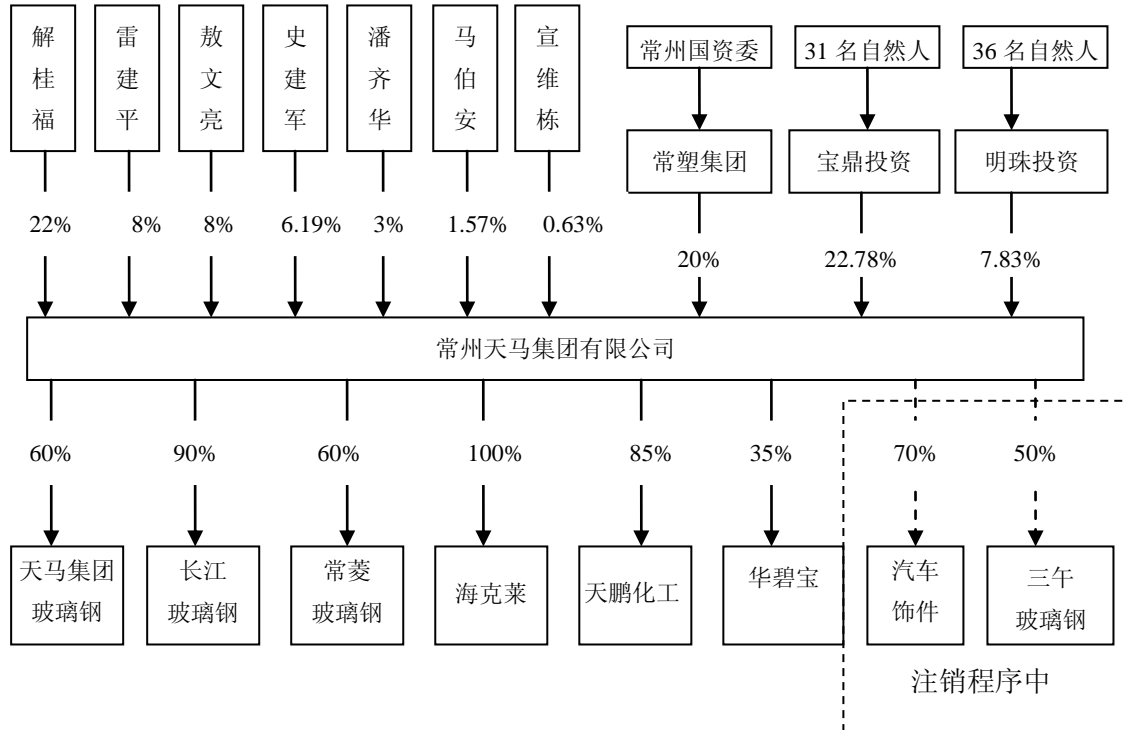 解桂福
雷建平
敖文亮
史建军
潘齐华
马伯安
宣维栋
常州国资委
31 名自然人
36 名自然人
常塑集团
宝鼎投资
明珠投资
22%
8%
8%
6.19%
3%
1.57%
0.63%
20%
22.78%
7.83%
常州天马集团有限公司
60%
90%
60%
100%
85%
35%
70%
50%
天马集团
玻璃钢
长江
玻璃钢
常菱
玻璃钢
海克莱
天鹏化工
华碧宝
汽车
饰件
三午
玻璃钢
注销程序中